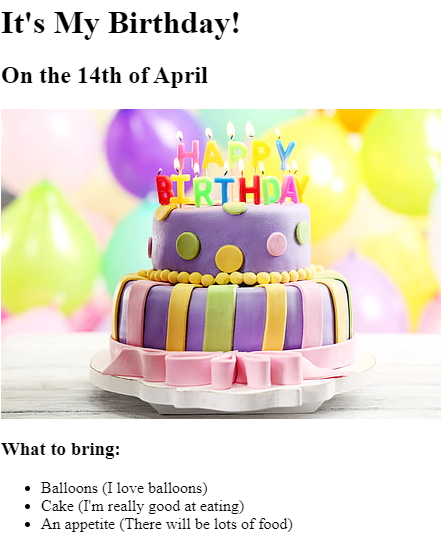 It's My Birthday!
On the 14th of April
HAPPY
BIRTHDAY
What to bring:
Balloons (I love balloons)
Cake (I'm really good at eating)
An appetite (There will be lots of food)